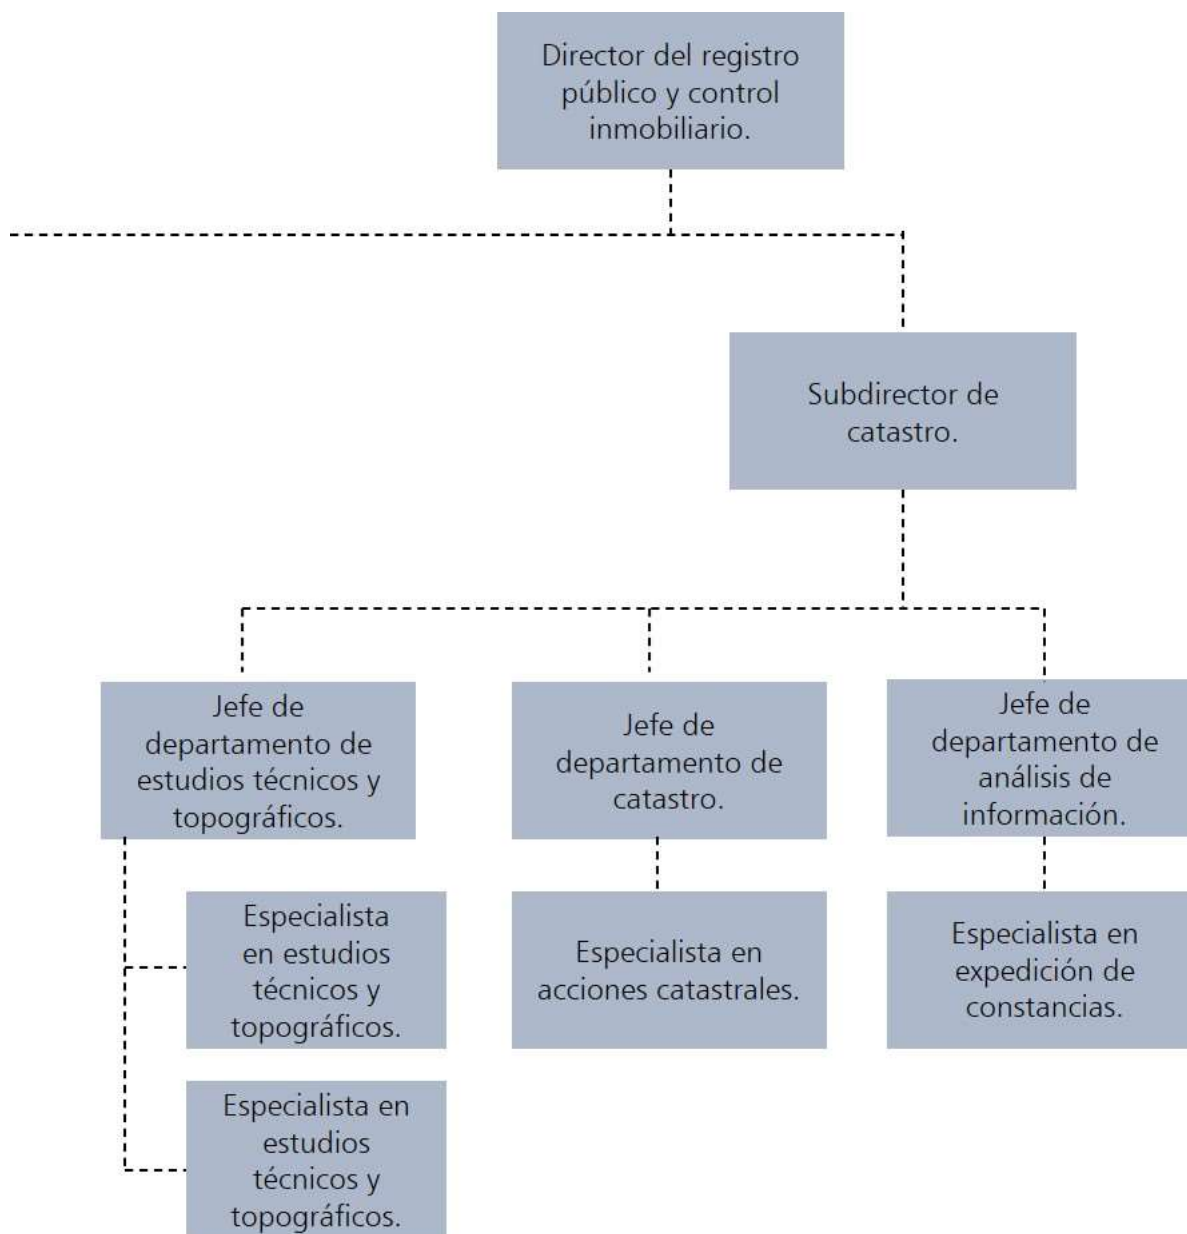 Director del registro
público y control
inmobiliario.
Subdirector de
catastro.
Jefe de
departamento de
estudios técnicos y
topográficos.
Jefe de
departamento de
catastro.
Jefe de
departamento de
análisis de
información.
Especialista
en estudios
técnicos y
topográficos.
Especialista en
acciones catastrales.
Especialista en
expedición de
constancias.
Especialista en
estudios
técnicos y
topográficos.